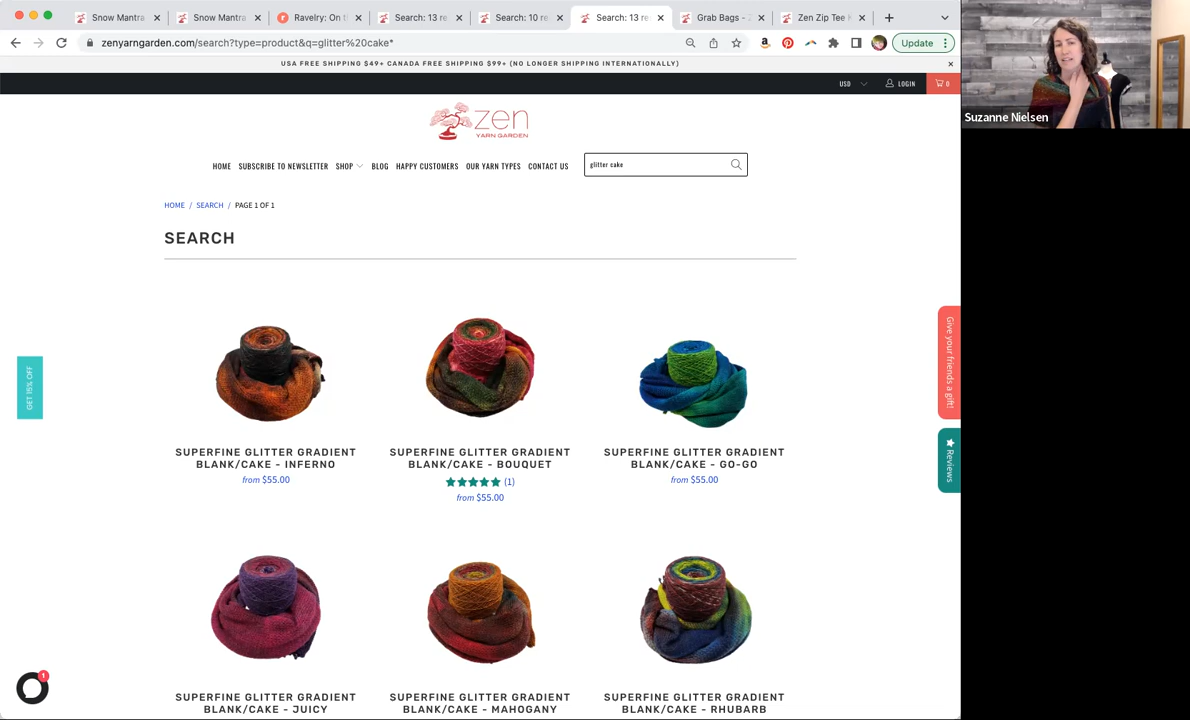 Snow Mantra
Snow Mantra
Ravelry: On t
Search: 13 re
Search: 10 re
Search: 13 re
Grab Bags - Z
Zen Zip Tee K
zenyarngarden.com/search?type=product&q=glitter%20cake*
Update
USA FREE SHIPPING $49+ CANADA FREE SHIPPING $99+ (NO LONGER SHIPPING INTERNATIONALLY)
USD
LOGIN
0
zen
YARN GARDEN
HOME SUBSCRIBE TO NEWSLETTER SHOP BLOG HAPPY CUSTOMERS OUR YARN TYPES CONTACT US
glitter cake
HOME / SEARCH / PAGE 1 OF 1
SEARCH
SUPERFINE GLITTER GRADIENT
BLANK/CAKE - INFERNO
from $55.00
SUPERFINE GLITTER GRADIENT
BLANK/CAKE - BOUQUET
(1)
from $55.00
SUPERFINE GLITTER GRADIENT
BLANK/CAKE - GO-GO
from $55.00
SUPERFINE GLITTER GRADIENT
BLANK/CAKE - JUICY
SUPERFINE GLITTER GRADIENT
BLANK/CAKE - MAHOGANY
SUPERFINE GLITTER GRADIENT
BLANK/CAKE - RHUBARB
GET 15% OFF
Give your friends a gift!
Reviews
1
Suzanne Nielsen